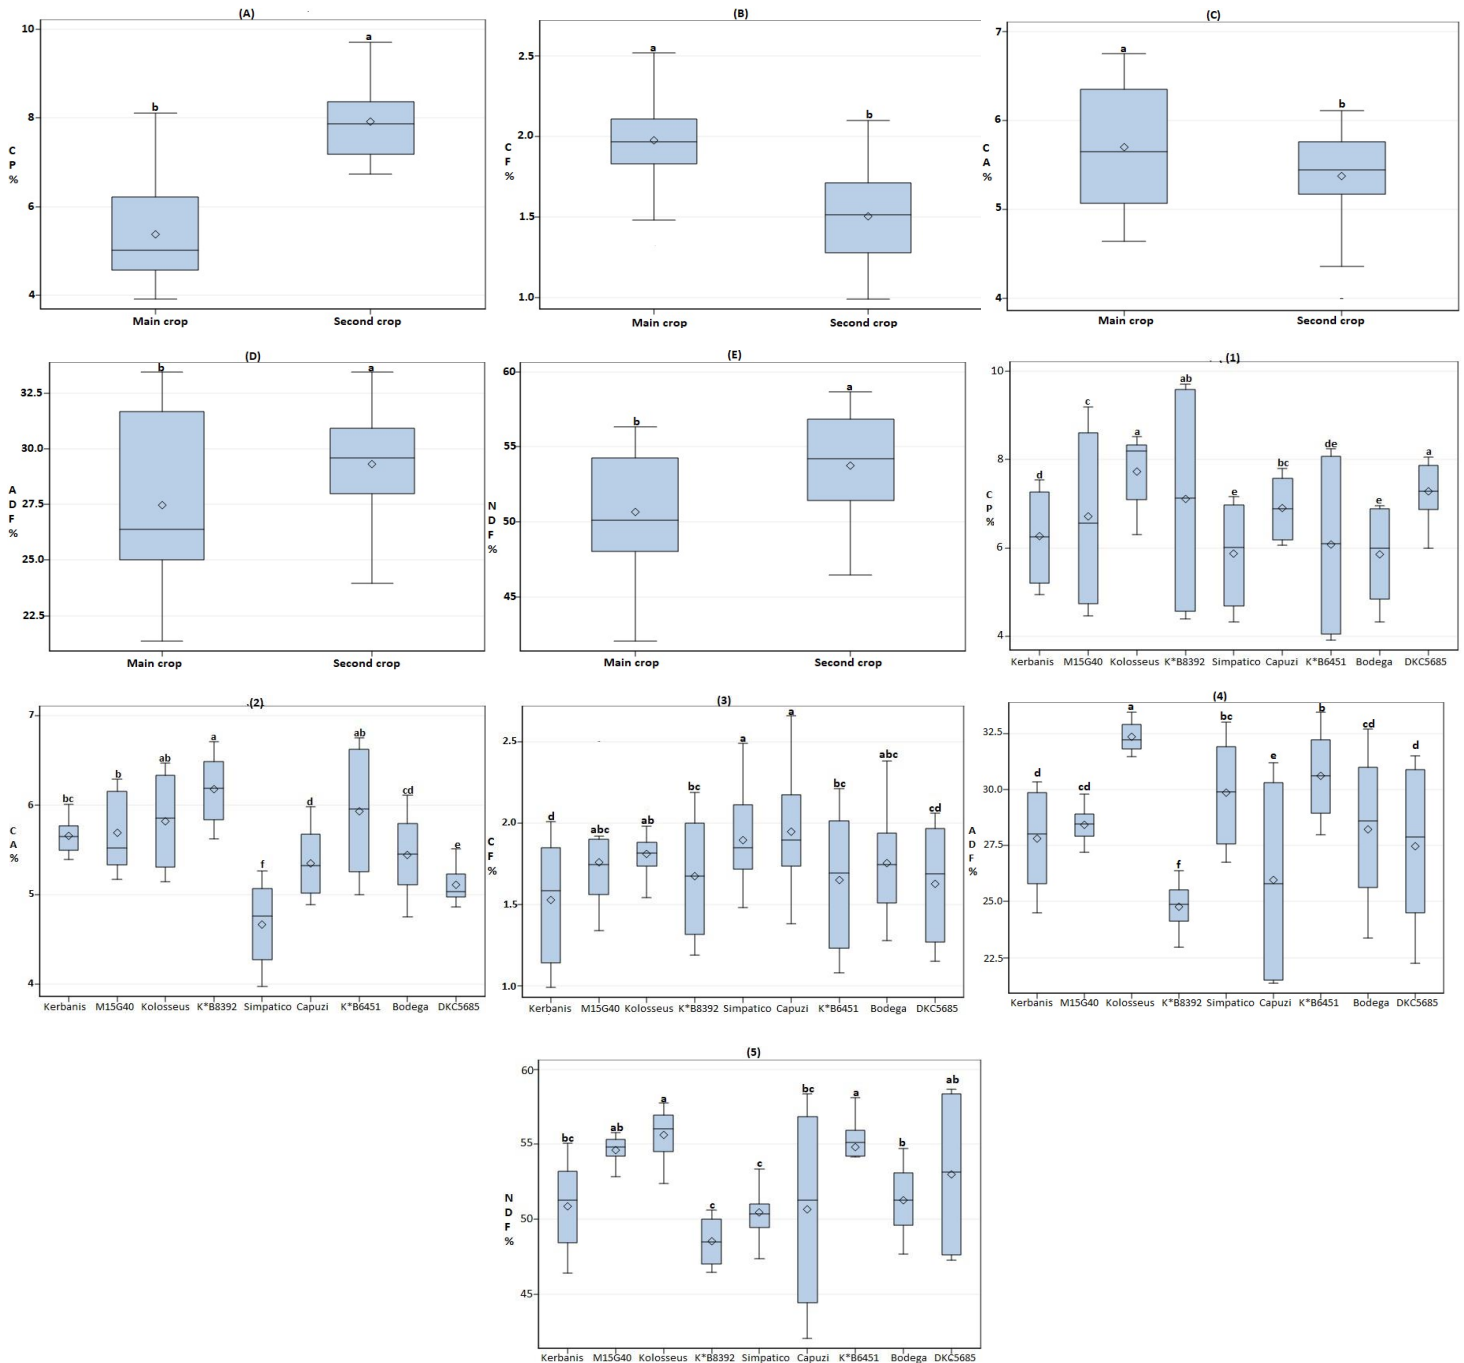 (A)
10
8
6
4
C
P
%
b
a
Main crop
Second crop
(B)
2.5
2.0
1.5
1.0
C
F
%
a
b
Main crop
Second crop
(C)
7
6
5
4
C
A
%
a
b
Main crop
Second crop
(D)
32.5
30.0
27.5
25.0
22.5
A
D
F
%
b
a
Main crop
Second crop
(E)
60
55
50
45
N
D
F
%
b
a
Main crop
Second crop
(1)
10
8
6
4
C
P
%
d
c
a
ab
e
bc
de
e
a
Kerbanis
M15G40
Kolosseus
K*B8392
Simpatico
Capuzi
K*B6451
Bodega
DKC5685
(2)
7
6
5
4
C
A
%
bc
b
ab
a
f
d
ab
cd
e
Kerbanis
M15G40
Kolosseus
K*B8392
Simpatico
Capuzi
K*B6451
Bodega
DKC5685
(3)
2.5
2.0
1.5
1.0
C
F
%
d
abc
ab
bc
a
a
bc
abc
cd
Kerbanis
M15G40
Kolosseus
K*B8392
Simpatico
Capuzi
K*B6451
Bodega
DKC5685
(4)
32.5
30.0
27.5
25.0
22.5
A
D
F
%
d
cd
a
f
bc
e
b
cd
d
Kerbanis
M15G40
Kolosseus
K*B8392
Simpatico
Capuzi
K*B6451
Bodega
DKC5685
(5)
60
55
50
45
N
D
F
%
bc
ab
a
c
c
bc
a
b
ab
Kerbanis
M15G40
Kolosseus
K*B8392
Simpatico
Capuzi
K*B6451
Bodega
DKC5685